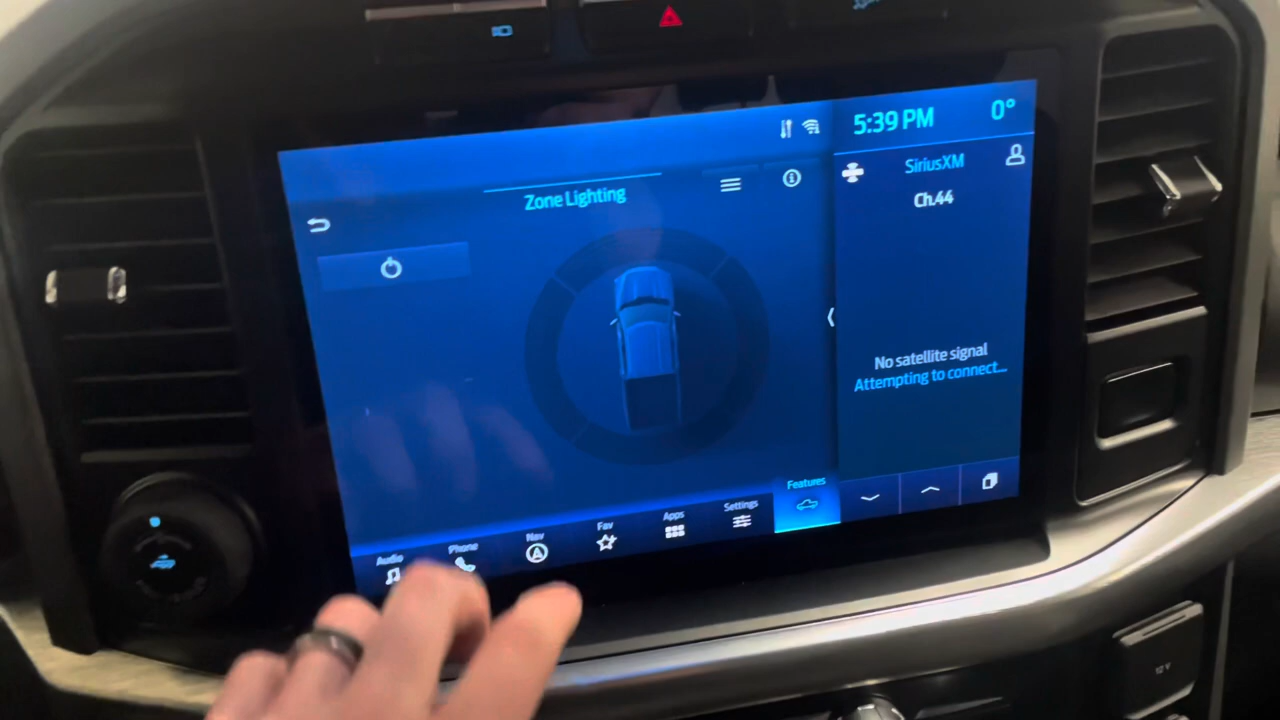 5:39 PM
0°
SiriusXM
Ch.44
Zone Lighting
No satellite signal
Attempting to connect...
Audio
Phone
Nav
Fav
Apps
Settings
Features
12 V